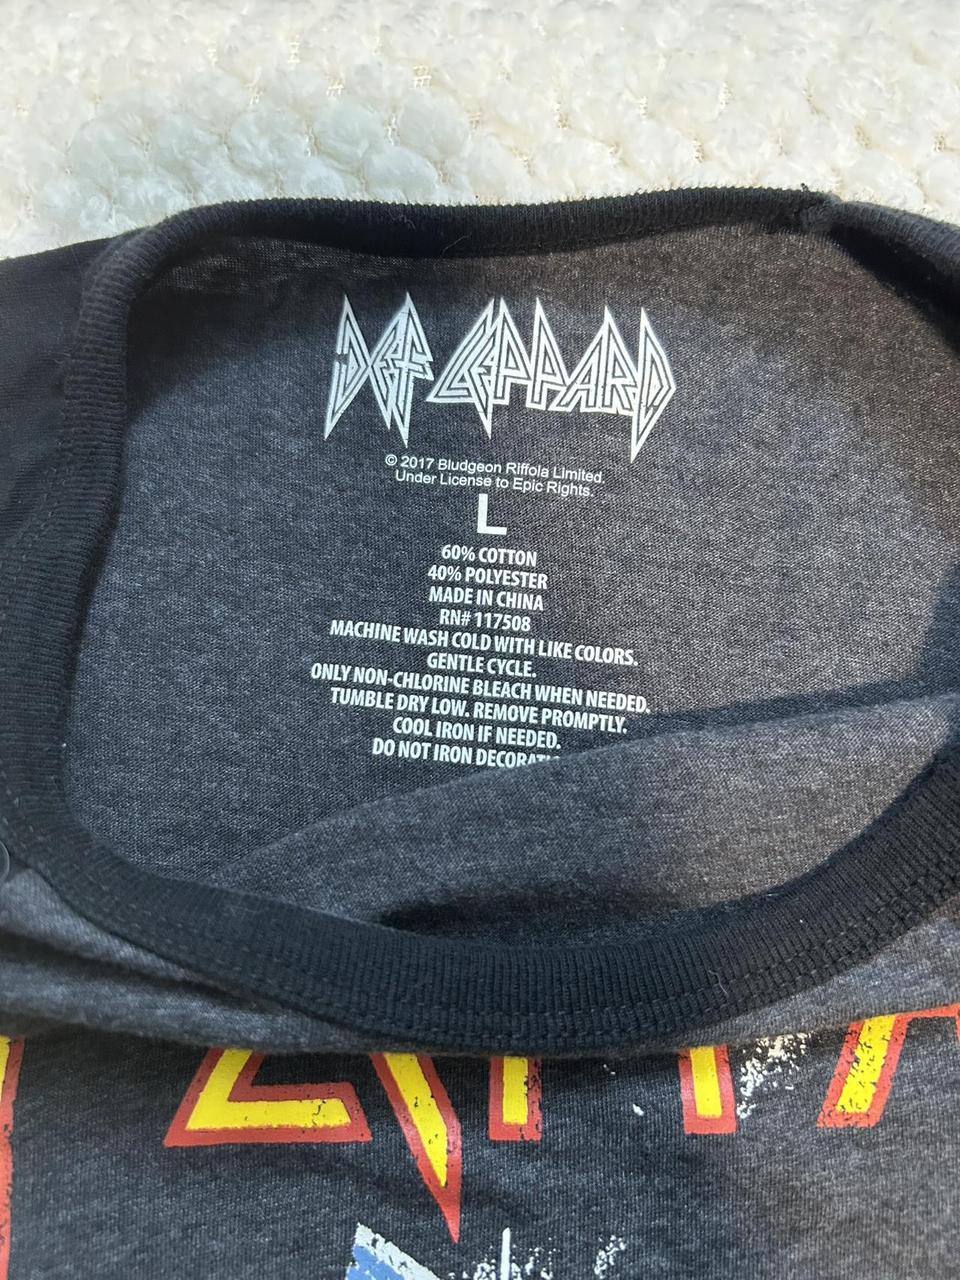 DEF LEPPARD
© 2017 Bludgeon Riffola Limited.
Under License to Epic Rights.
L
60% COTTON
40% POLYESTER
MADE IN CHINA
RN# 117508
MACHINE WASH COLD WITH LIKE COLORS.
GENTLE CYCLE.
ONLY NON-CHLORINE BLEACH WHEN NEEDED.
TUMBLE DRY LOW. REMOVE PROMPTLY.
COOL IRON IF NEEDED.
DO NOT IRON